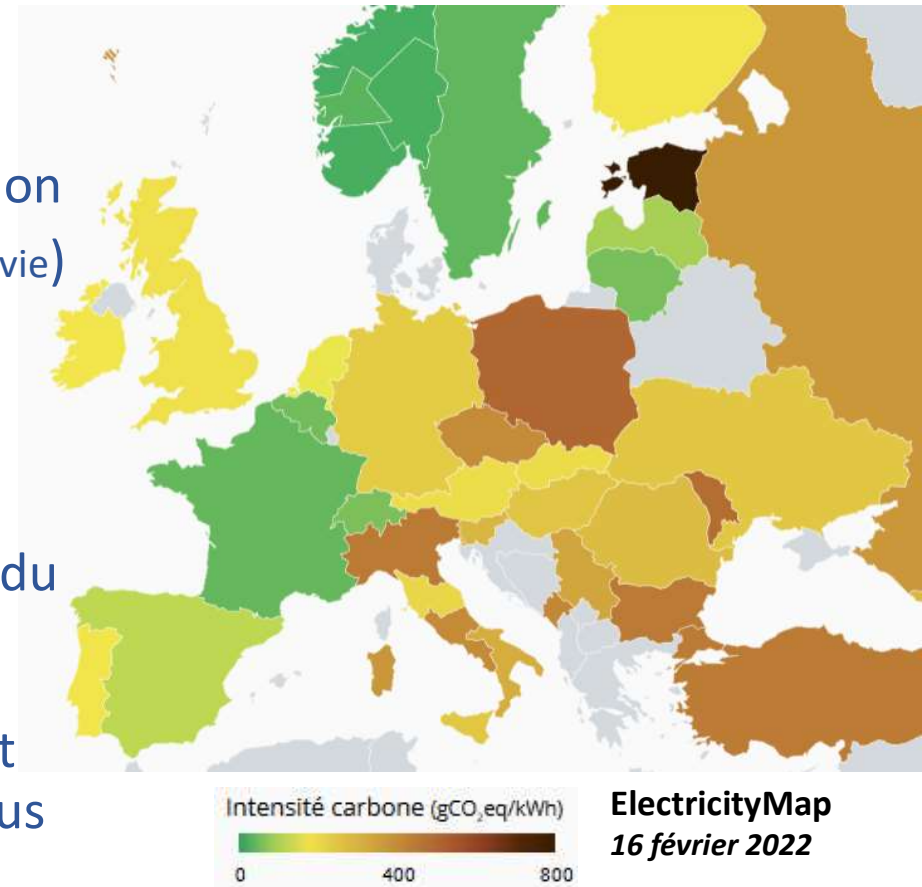 on
vie)
du
t
us
Intensité carbone (gCO₂eq/kWh)
0 400 800
ElectricityMap
16 février 2022